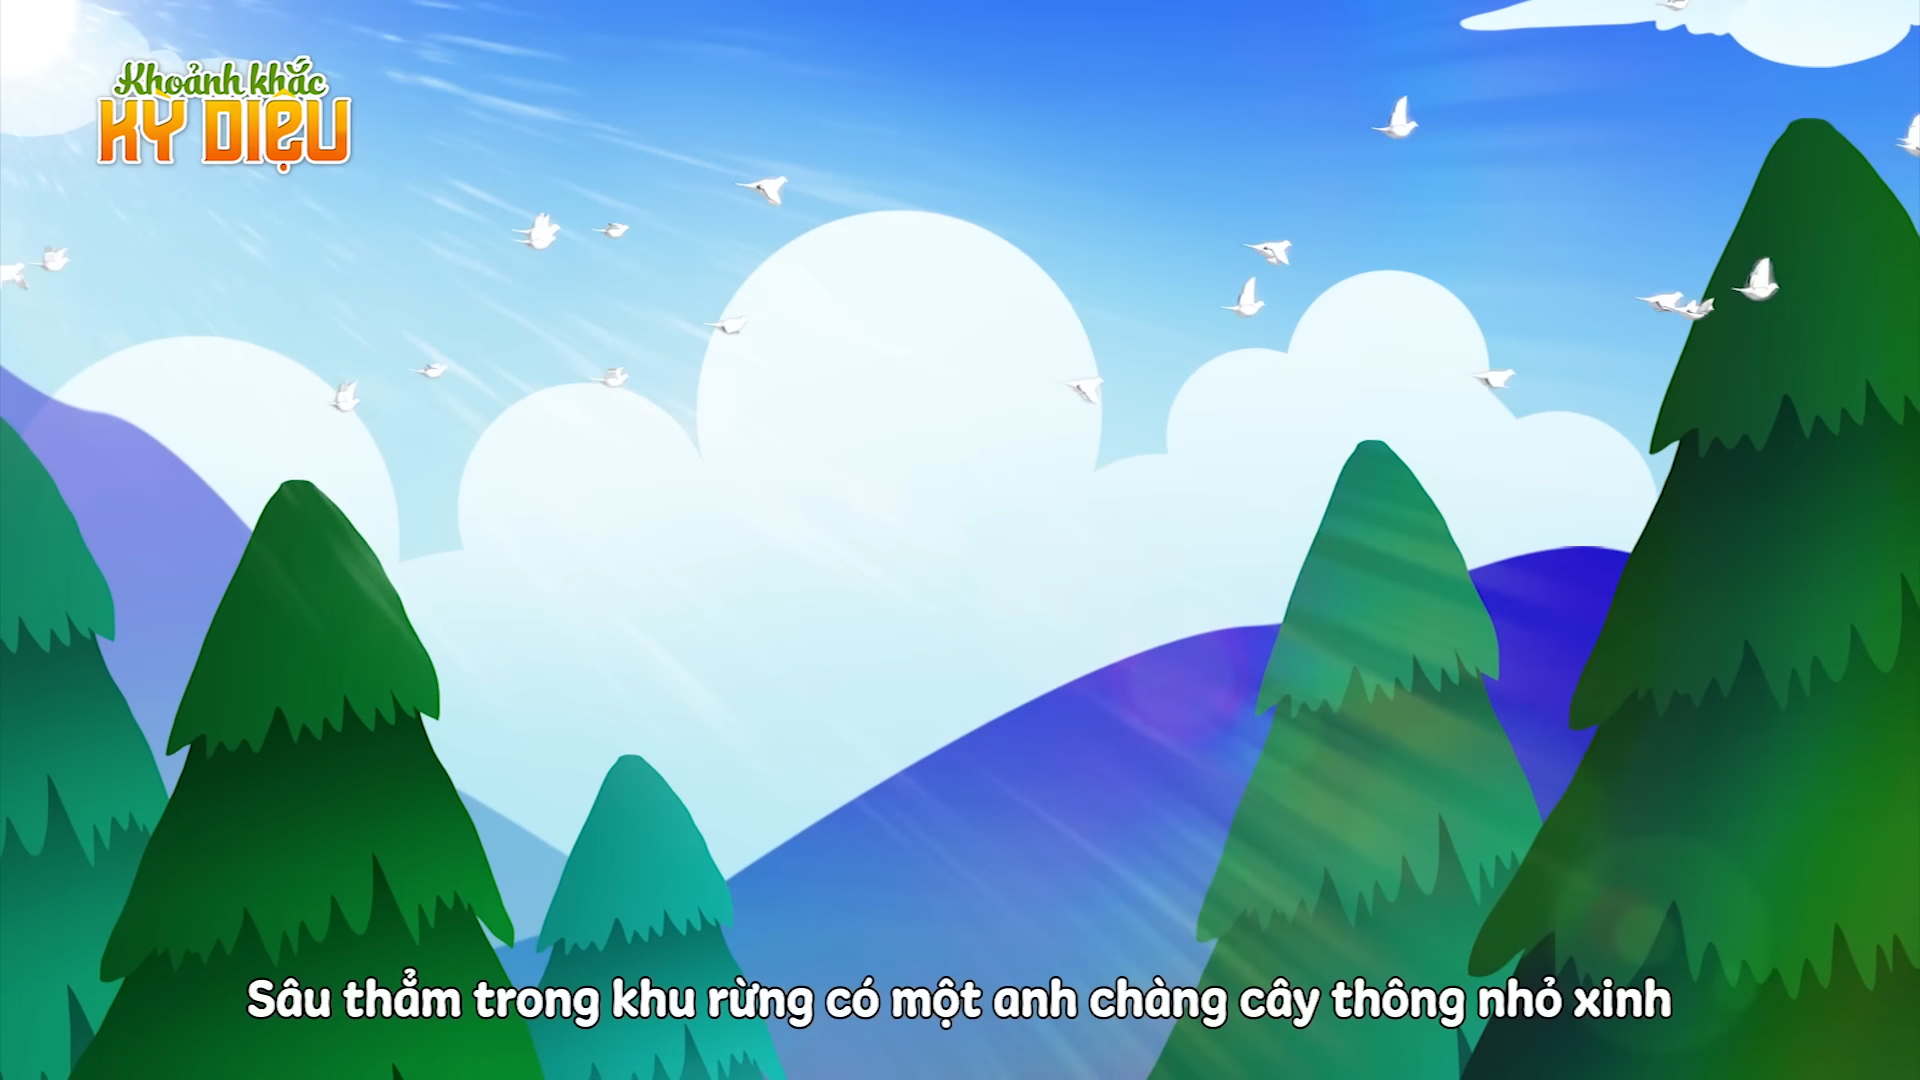 Khoảnh khắc
KỲ DIỆU
Sâu thẳm trong khu rừng có một anh chàng cây thông nhỏ xinh